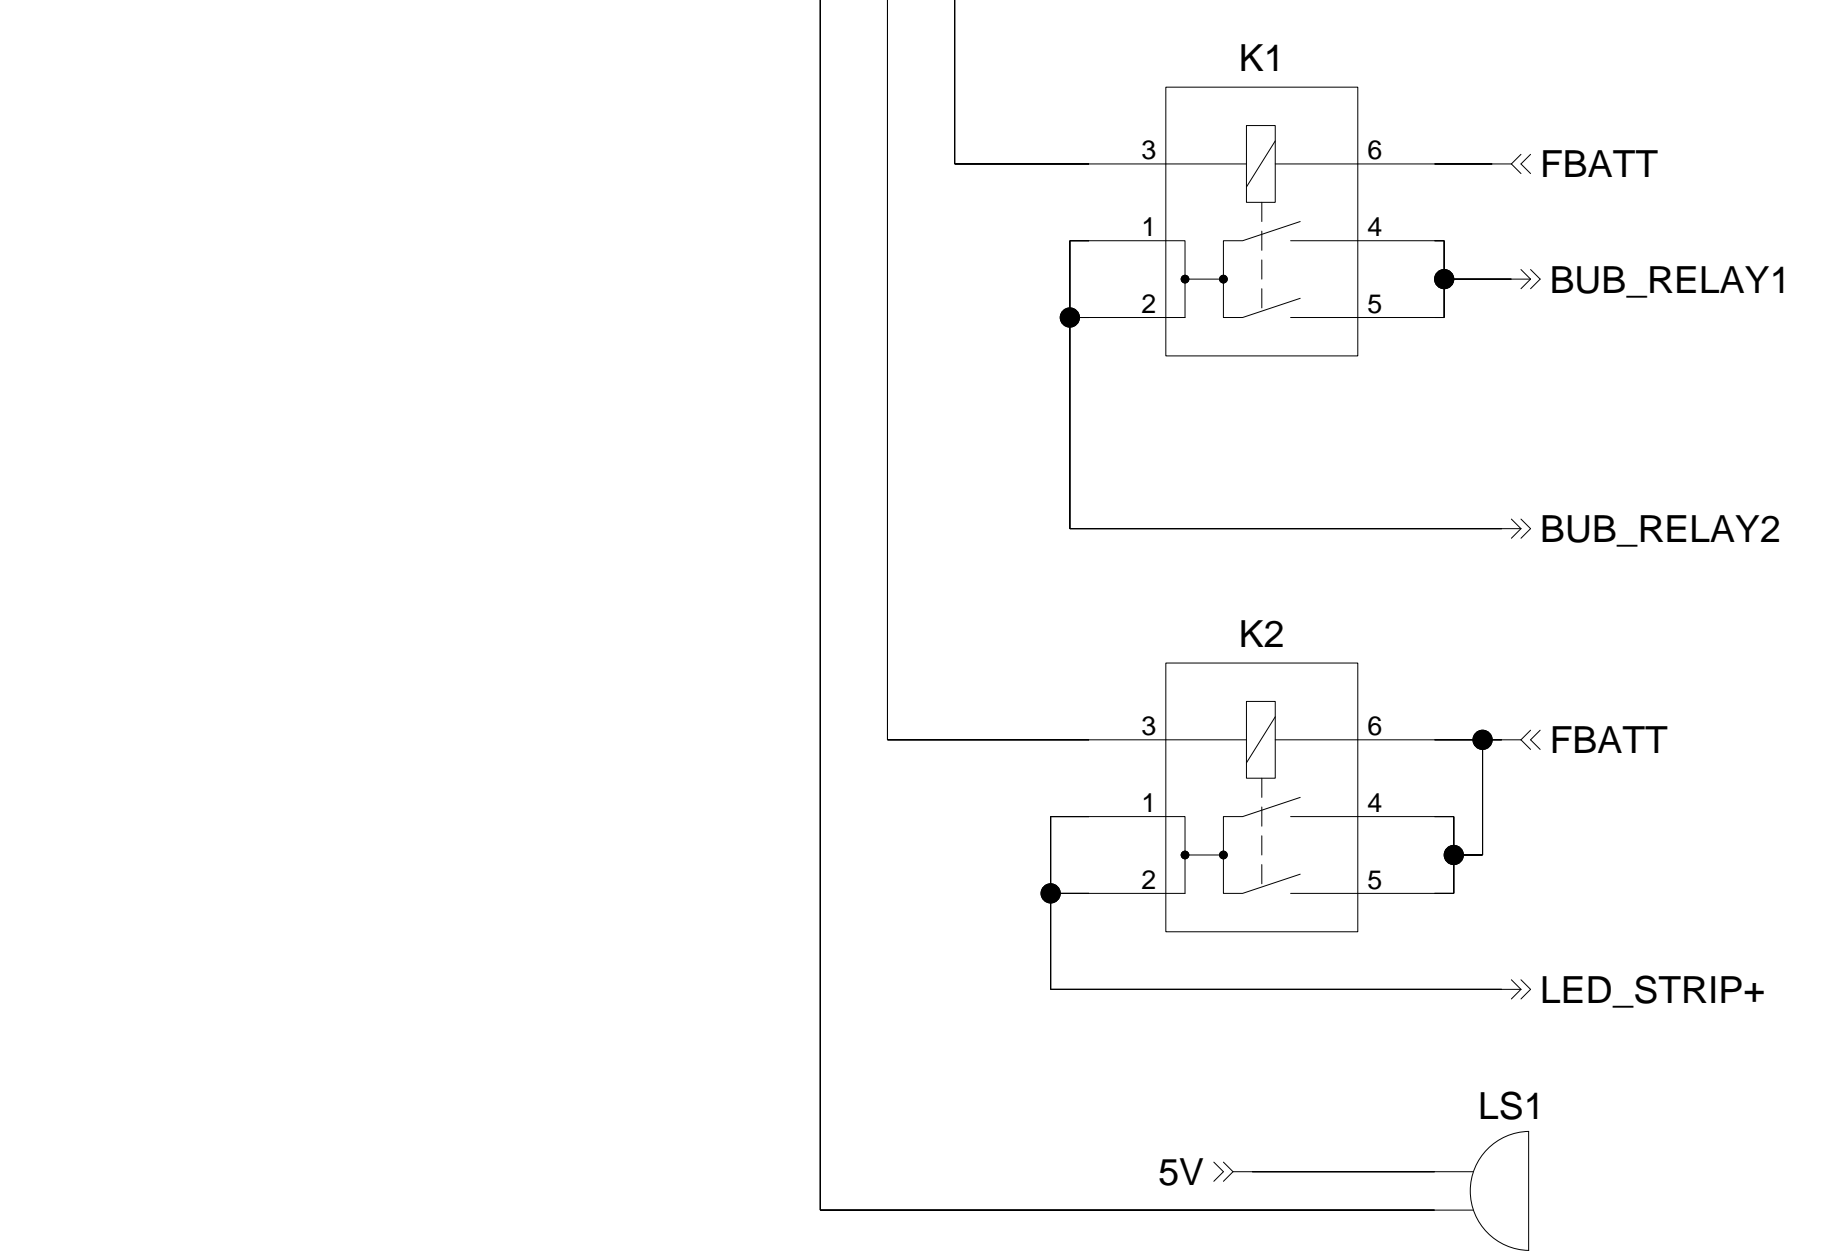 K1
3 6 FBATT
1 4
BUB_RELAY1
2 5
BUB_RELAY2
K2
3 6 FBATT
1 4
2 5
LED_STRIP+
LS1
5V